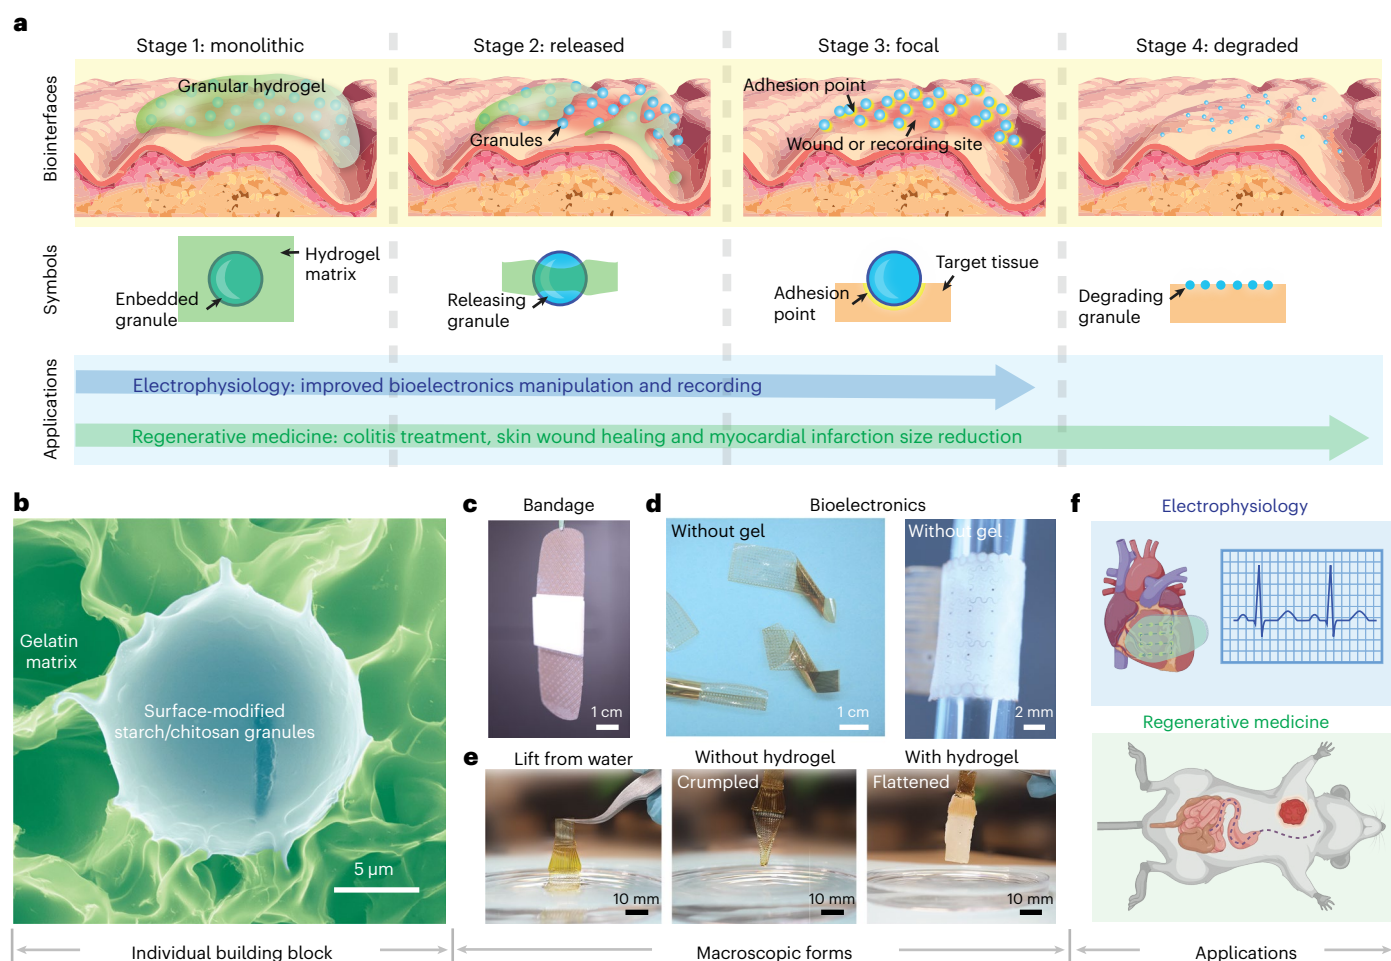 a
Stage 1: monolithic
Stage 2: released
Stage 3: focal
Stage 4: degraded
Biointerfaces
Granular hydrogel
Granules
Adhesion point
Wound or recording site
Symbols
Hydrogel
matrix
Enbedded
granule
Releasing
granule
Target tissue
Adhesion
point
Degrading
granule
Applications
Electrophysiology: improved bioelectronics manipulation and recording
Regenerative medicine: colitis treatment, skin wound healing and myocardial infarction size reduction
b
Gelatin
matrix
Surface-modified
starch/chitosan granules
5 µm
c
Bandage
1 cm
d
Bioelectronics
Without gel
1 cm
Without gel
2 mm
e
Lift from water
10 mm
Without hydrogel
Crumpled
10 mm
With hydrogel
Flattened
10 mm
f
Electrophysiology
Regenerative medicine
Individual building block
Macroscopic forms
Applications